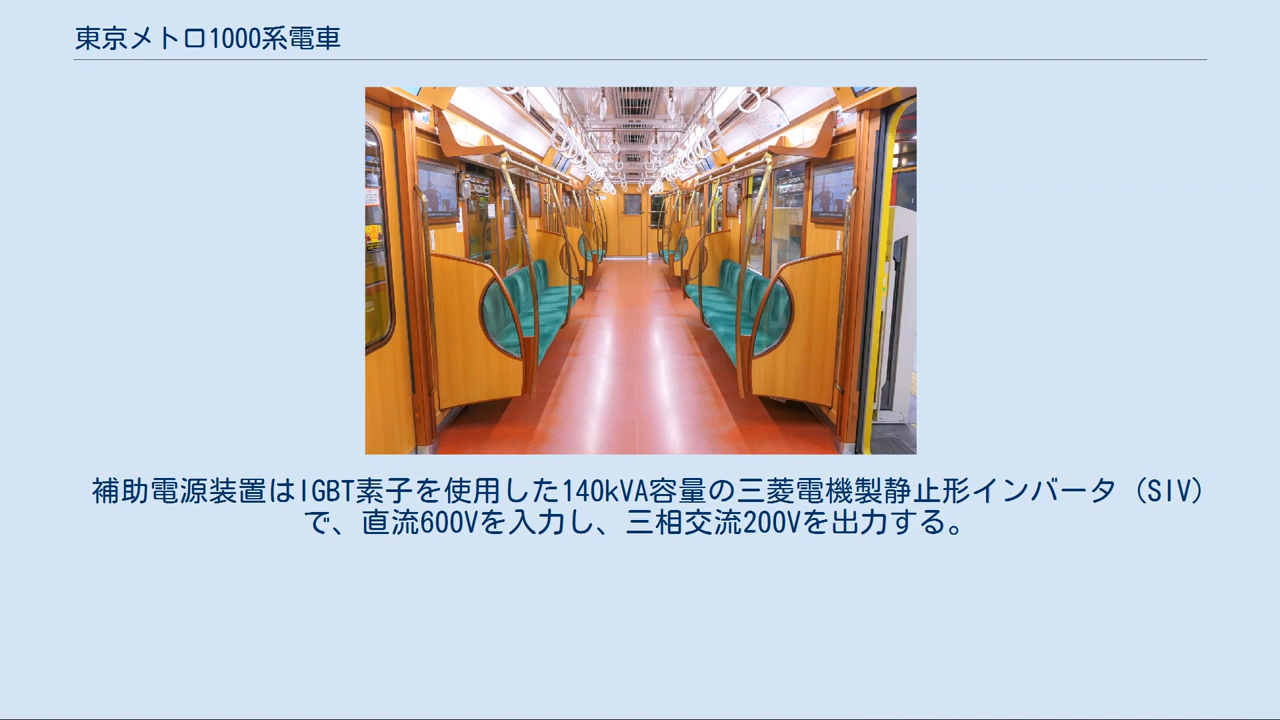 東京メトロ1000系電車
補助電源装置はIGBT素子を使用した140kVA容量の三菱電機製静止形インバータ（SIV）
で、直流600Vを入力し、三相交流200Vを出力する。